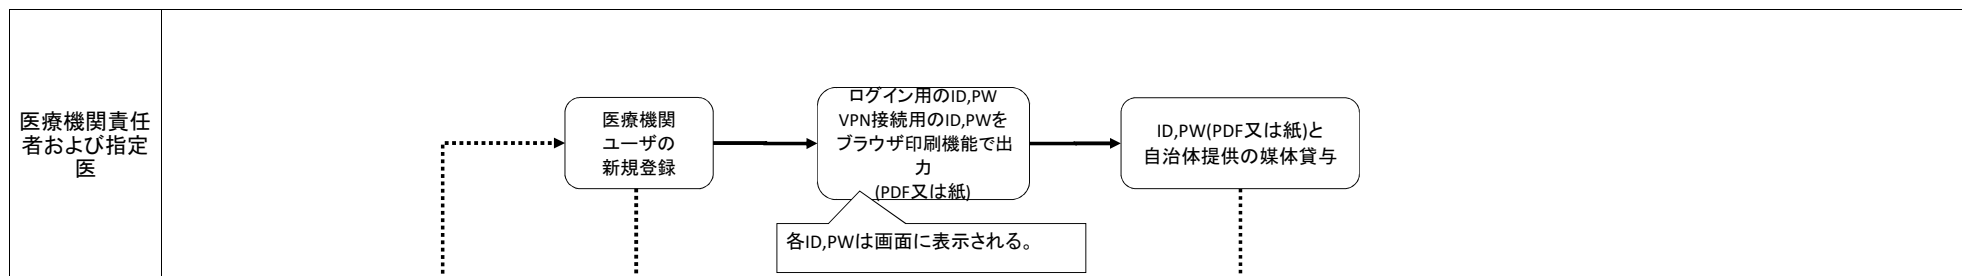 医療機関責任
者および指定
医
医療機関
ユーザの
新規登録
ログイン用のID,PW
VPN接続用のID,PWを
ブラウザ印刷機能で出
力
(PDF又は紙)
ID,PW(PDF又は紙)と
自治体提供の媒体貸与
各ID,PWは画面に表示される。